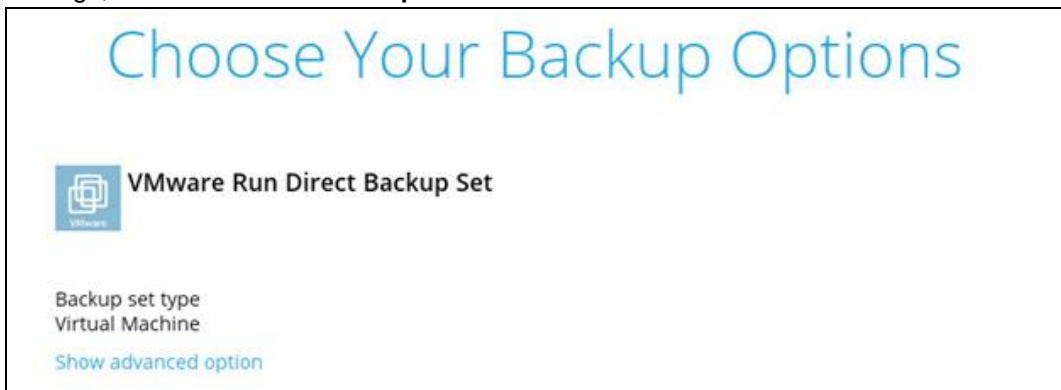 Choose Your Backup Options
VMware Run Direct Backup Set
VMware
Backup set type
Virtual Machine
Show advanced option